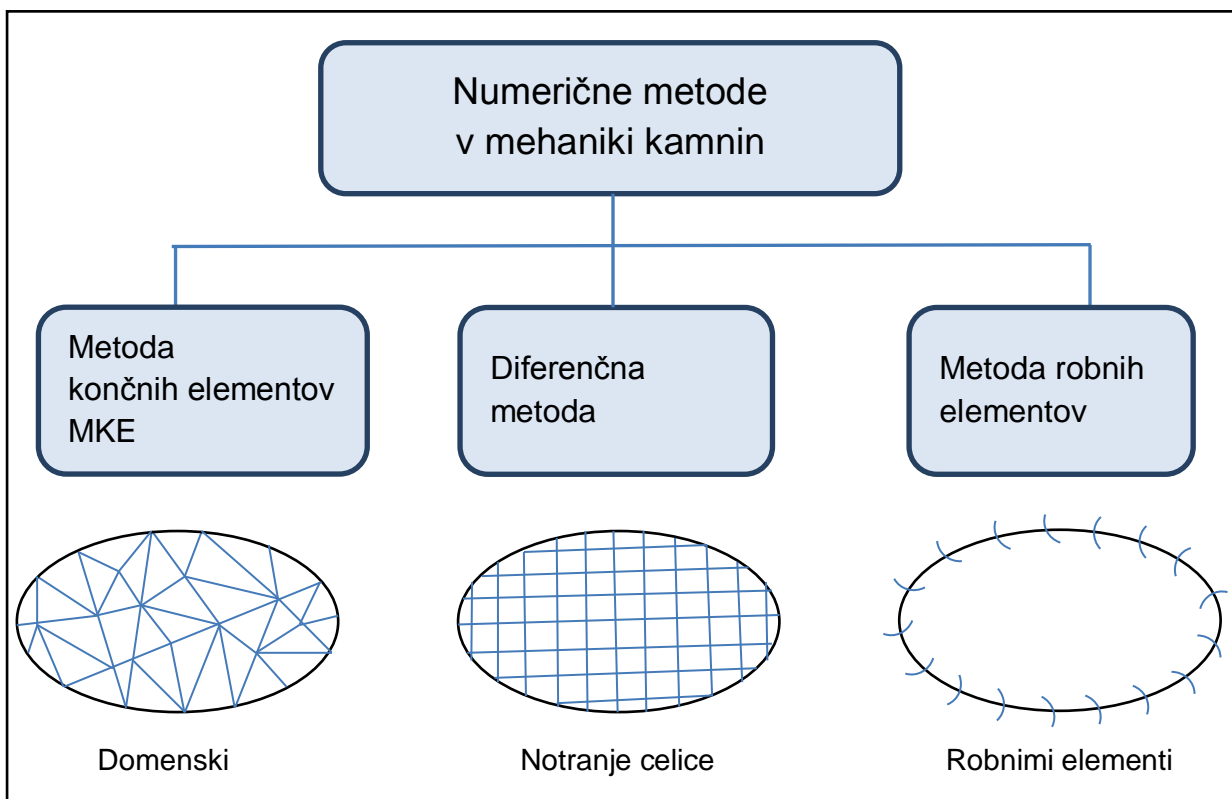 Numerične metode
v mehaniki kamnin
Metoda
končnih elementov
MKE
Diferenčna
metoda
Metoda robnih
elementov
Domenski
Notranje celice
Robnimi elementi